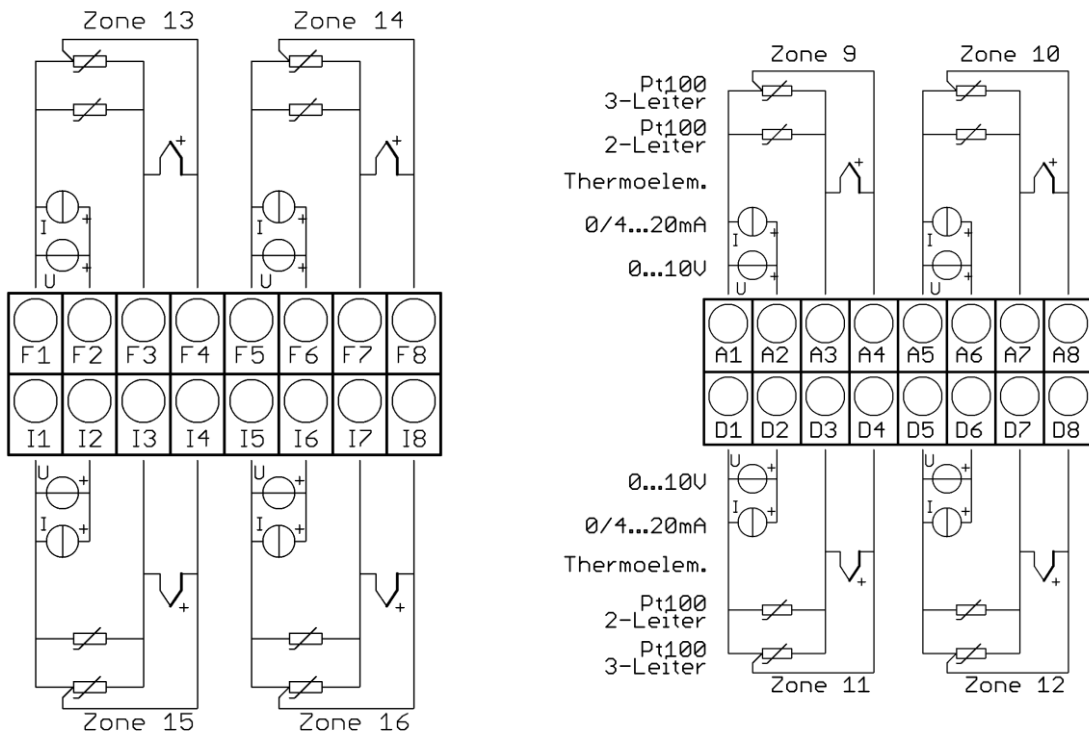 Zone 13 Zone 14
+ +
I + I +
U + U +
F1 F2 F3 F4 F5 F6 F7 F8
I1 I2 I3 I4 I5 I6 I7 I8
U + U +
I + I +
+ +
Zone 15 Zone 16
Zone 9 Zone 10
Pt100
3-Leiter
Pt100
2-Leiter
+ +
Thermoelem.
0/4...20mA
I + I +
0...10V
U + U +
A1 A2 A3 A4 A5 A6 A7 A8
D1 D2 D3 D4 D5 D6 D7 D8
U + U +
0...10V
I + I +
0/4...20mA
Thermoelem.
+ +
Pt100
2-Leiter
Pt100
3-Leiter
Zone 11 Zone 12